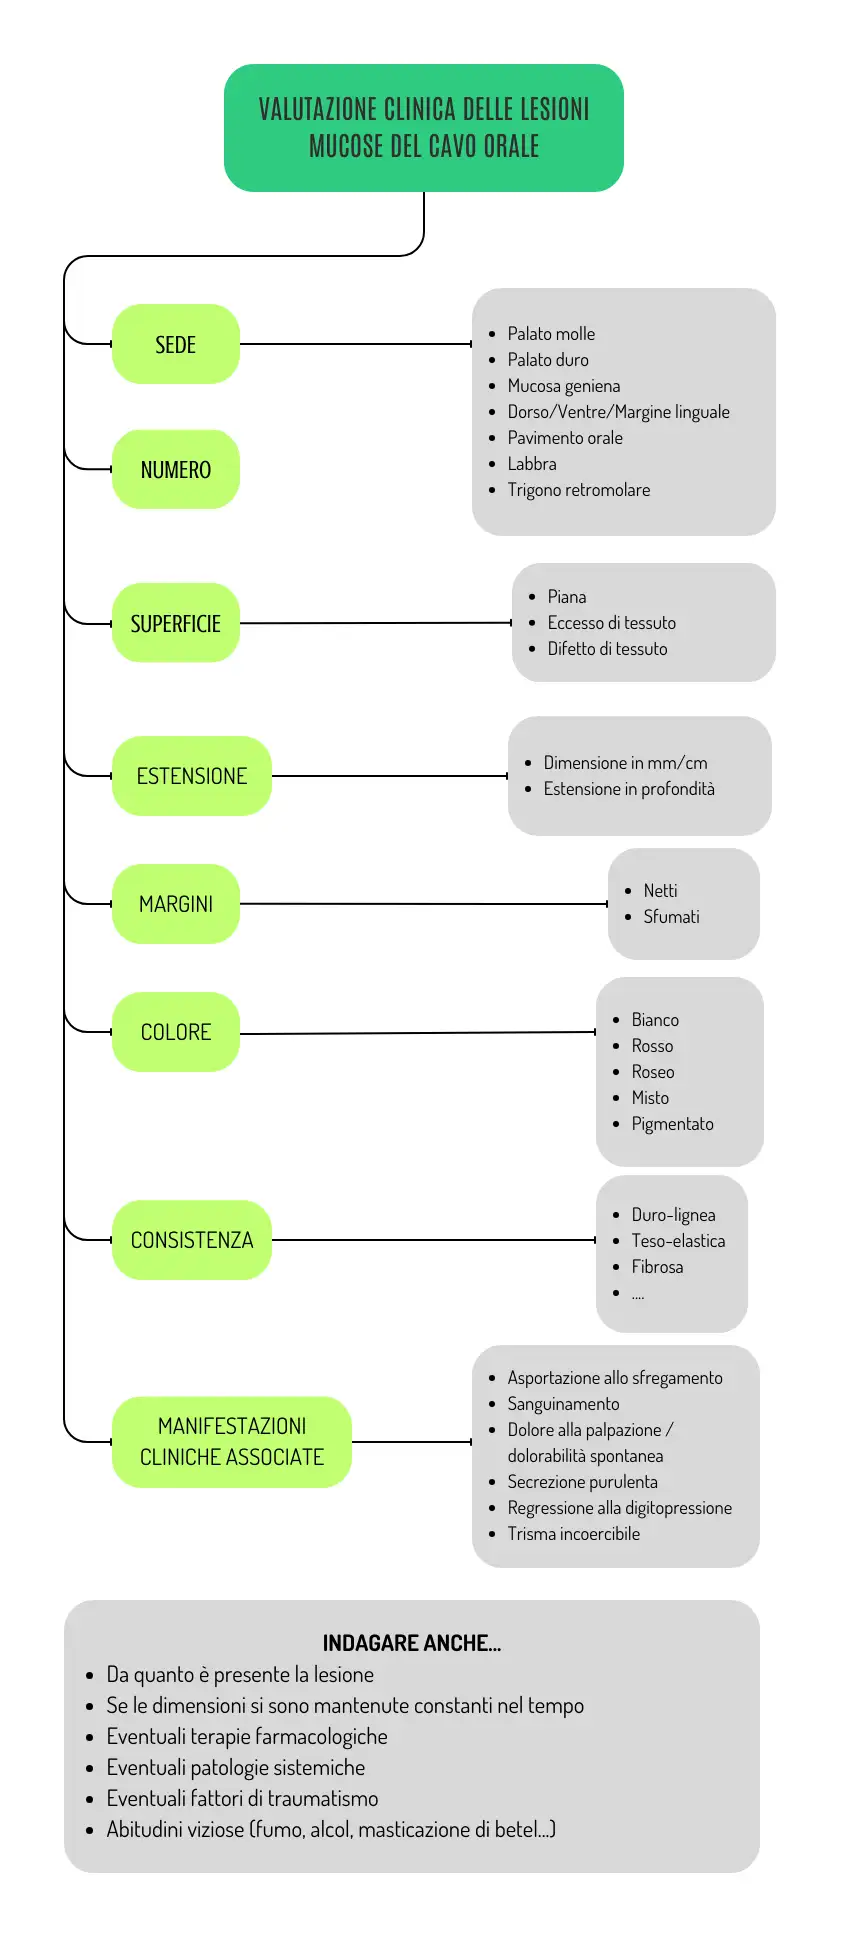 VALUTAZIONE CLINICA DELLE LESIONI
MUCOSE DEL CAVO ORALE
SEDE
• Palato molle
• Palato duro
• Mucosa geniena
• Dorso/Ventre/Margine linguale
• Pavimento orale
• Labbra
• Trigono retromolare
NUMERO
SUPERFICIE
• Piana
• Eccesso di tessuto
• Difetto di tessuto
ESTENSIONE
• Dimensione in mm/cm
• Estensione in profondità
MARGINI
• Netti
• Sfumati
COLORE
• Bianco
• Rosso
• Roseo
• Misto
• Pigmentato
CONSISTENZA
• Duro-lignea
• Teso-elastica
• Fibrosa
• ....
MANIFESTAZIONI
CLINICHE ASSOCIATE
• Asportazione allo sfregamento
• Sanguinamento
• Dolore alla palpazione /
dolorabilità spontanea
• Secrezione purulenta
• Regressione alla digitopressione
• Trisma incoercibile
INDAGARE ANCHE...
• Da quanto è presente la lesione
• Se le dimensioni si sono mantenute constanti nel tempo
• Eventuali terapie farmacologiche
• Eventuali patologie sistemiche
• Eventuali fattori di traumatismo
• Abitudini viziose (fumo, alcol, masticazione di betel...)